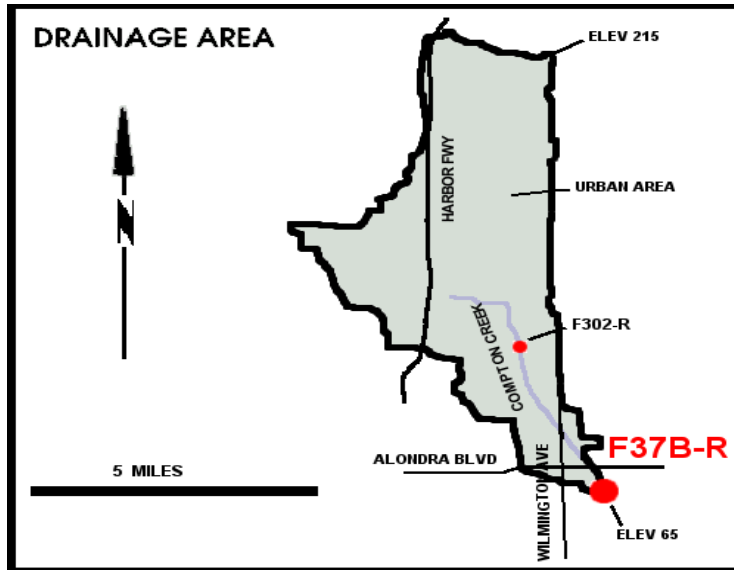 DRAINAGE AREA
ELEV 215
N
HARBOR FWY
URBAN AREA
F302-R
COMPTON CREEK
F37B-R
ALONDRA BLVD
5 MILES
WILMINGTON AVE
ELEV 65